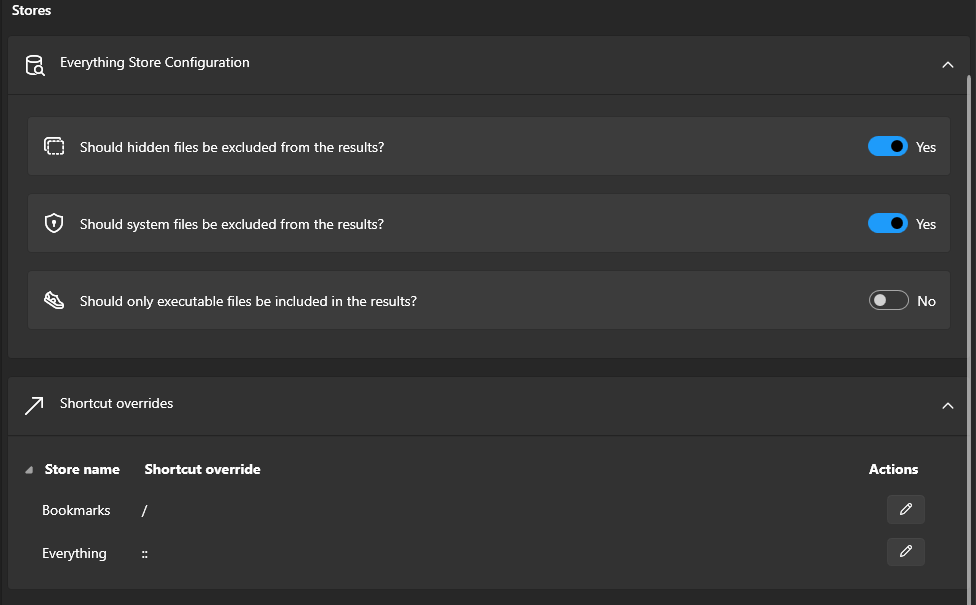 Stores
Everything Store Configuration
Should hidden files be excluded from the results?
Yes
Should system files be excluded from the results?
Yes
Should only executable files be included in the results?
No
Shortcut overrides
Store name Shortcut override Actions
Bookmarks /
Everything ::